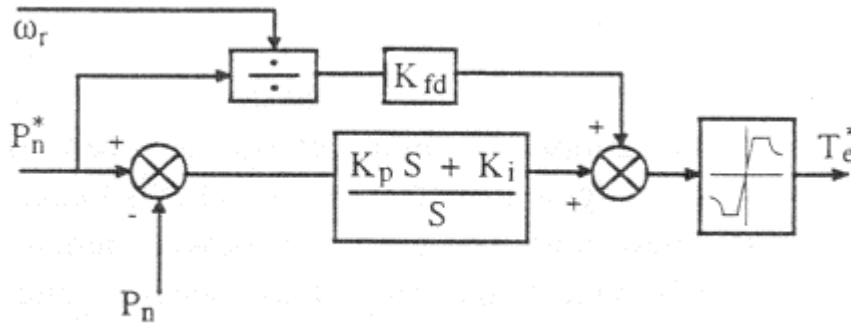 ω_r
÷
K_fd
P_n^*
+
+
K_p S + K_i
S
T_e^*
-
+
P_n